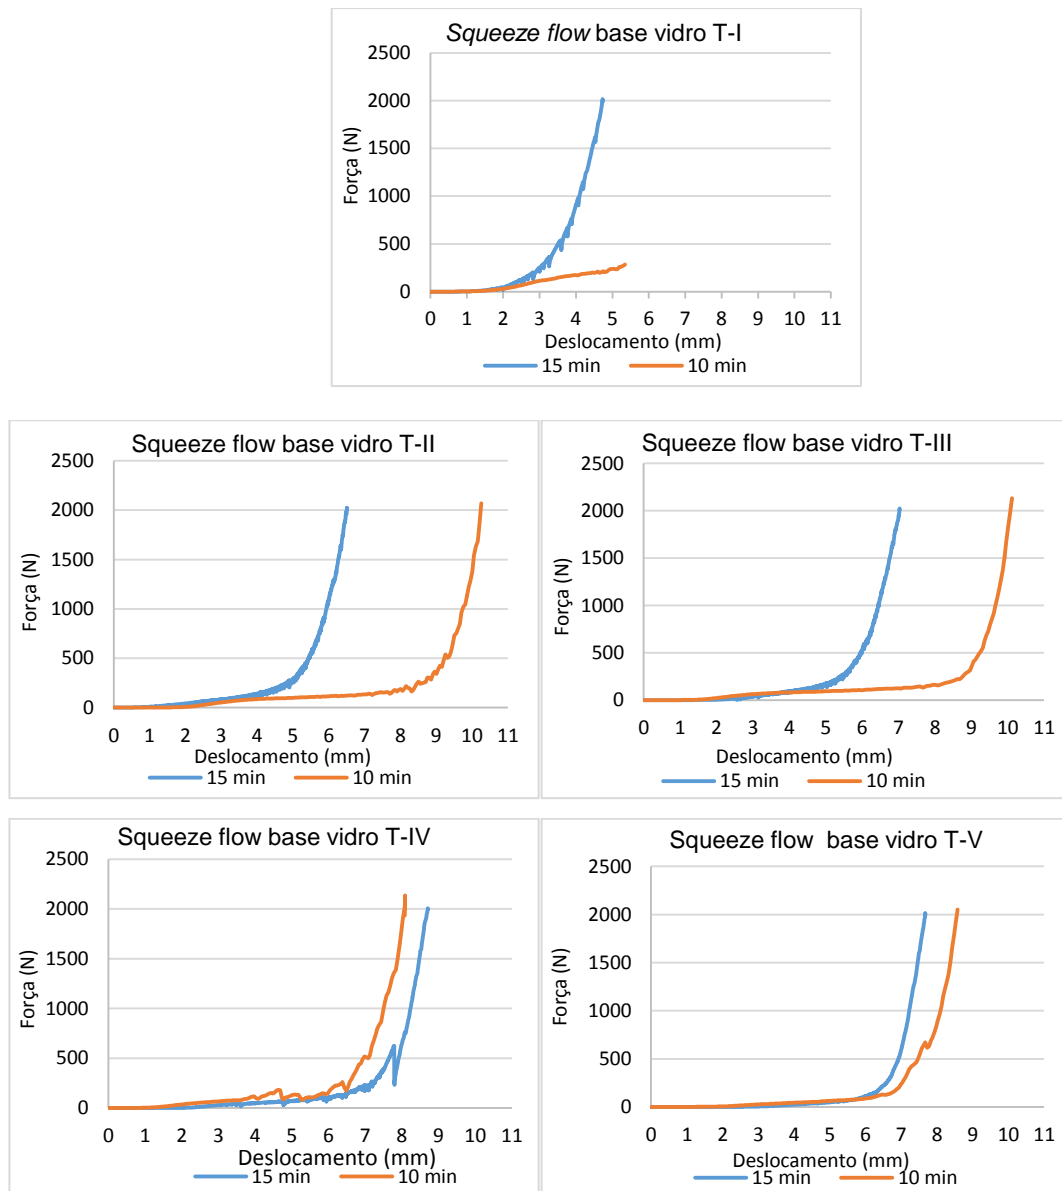 Squeeze flow base vidro T-I
2500
2000
1500
1000
500
0
Força (N)
0 1 2 3 4 5 6 7 8 9 10 11
Deslocamento (mm)
15 min 10 min
Squeeze flow base vidro T-II
2500
2000
1500
1000
500
0
Força (N)
0 1 2 3 4 5 6 7 8 9 10 11
Deslocamento (mm)
15 min 10 min
Squeeze flow base vidro T-III
2500
2000
1500
1000
500
0
Força (N)
0 1 2 3 4 5 6 7 8 9 10 11
Deslocamento (mm)
15 min 10 min
Squeeze flow base vidro T-IV
2500
2000
1500
1000
500
0
Força (N)
0 1 2 3 4 5 6 7 8 9 10 11
Deslocamento (mm)
15 min 10 min
Squeeze flow base vidro T-V
2500
2000
1500
1000
500
0
Força (N)
0 1 2 3 4 5 6 7 8 9 10 11
Deslocamento (mm)
15 min 10 min